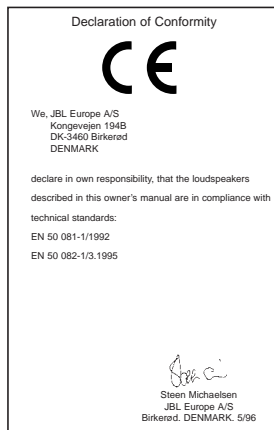 Declaration of Conformity
CE
We, JBL Europe A/S
Kongevejen 194B
DK-3460 Birkerød
DENMARK
declare in own responsibility, that the loudspeakers
described in this owner's manual are in compliance with
technical standards:
EN 50 081-1/1992
EN 50 082-1/3.1995
Steen Michaelsen
JBL Europe A/S
Birkerød. DENMARK. 5/96